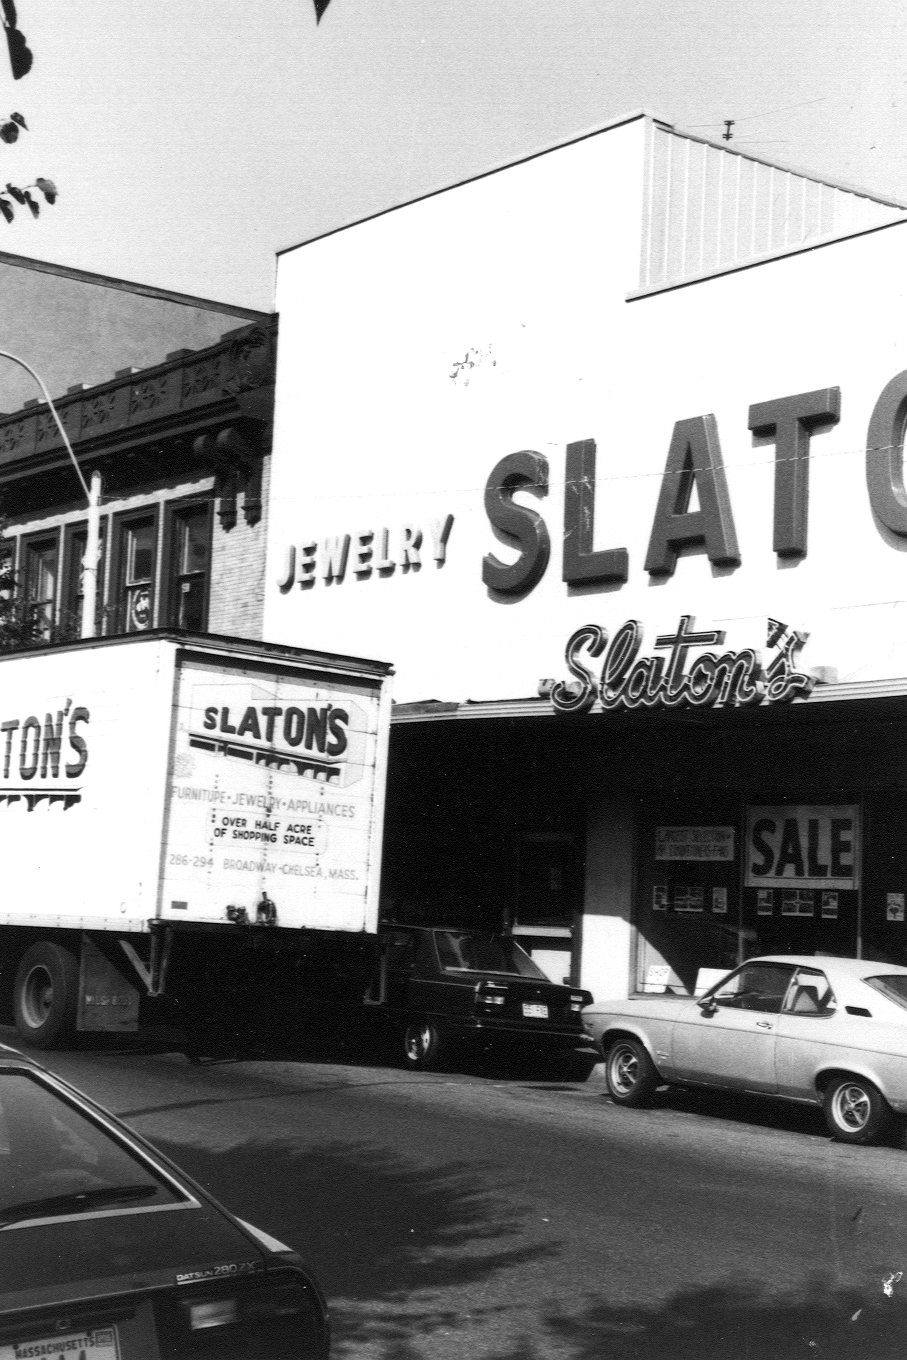 JEWELRY
SLATO
Slaton's
TON'S
SLATON'S
FURNITURE • JEWELRY • APPLIANCES
OVER HALF ACRE
OF SHOPPING SPACE
286-294 BROADWAY-CHELSEA, MASS.
SALE
SHOP
DATSUN 280ZX
MASSACHUSETTS